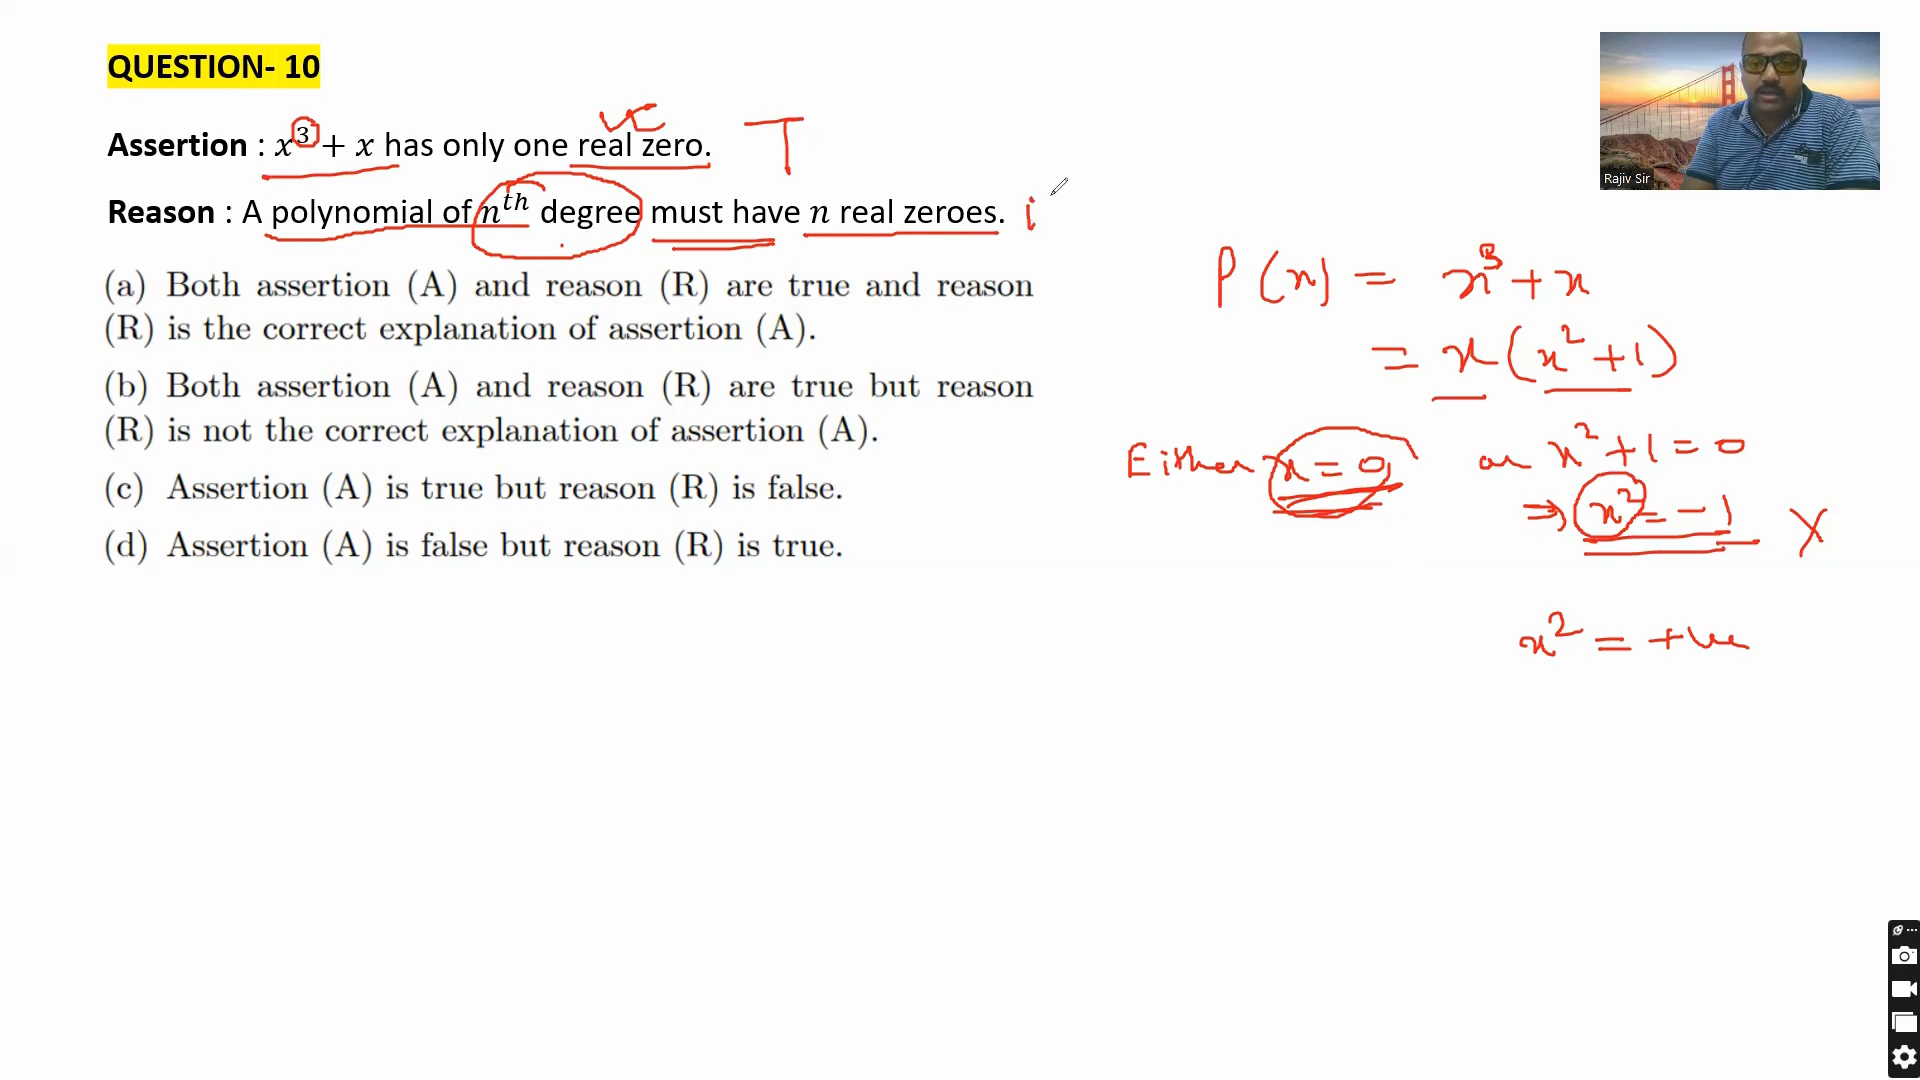 QUESTION- 10
Assertion : x³ + x has only one real zero. T
Reason : A polynomial of nᵗʰ degree must have n real zeroes.
(a) Both assertion (A) and reason (R) are true and reason
(R) is the correct explanation of assertion (A).
(b) Both assertion (A) and reason (R) are true but reason
(R) is not the correct explanation of assertion (A).
(c) Assertion (A) is true but reason (R) is false.
(d) Assertion (A) is false but reason (R) is true.
Rajiv Sir
P(x) = x³ + x
= x(x² + 1)
Either x = 0, or x² + 1 = 0
⇒ x² = -1 X
x² = +ve